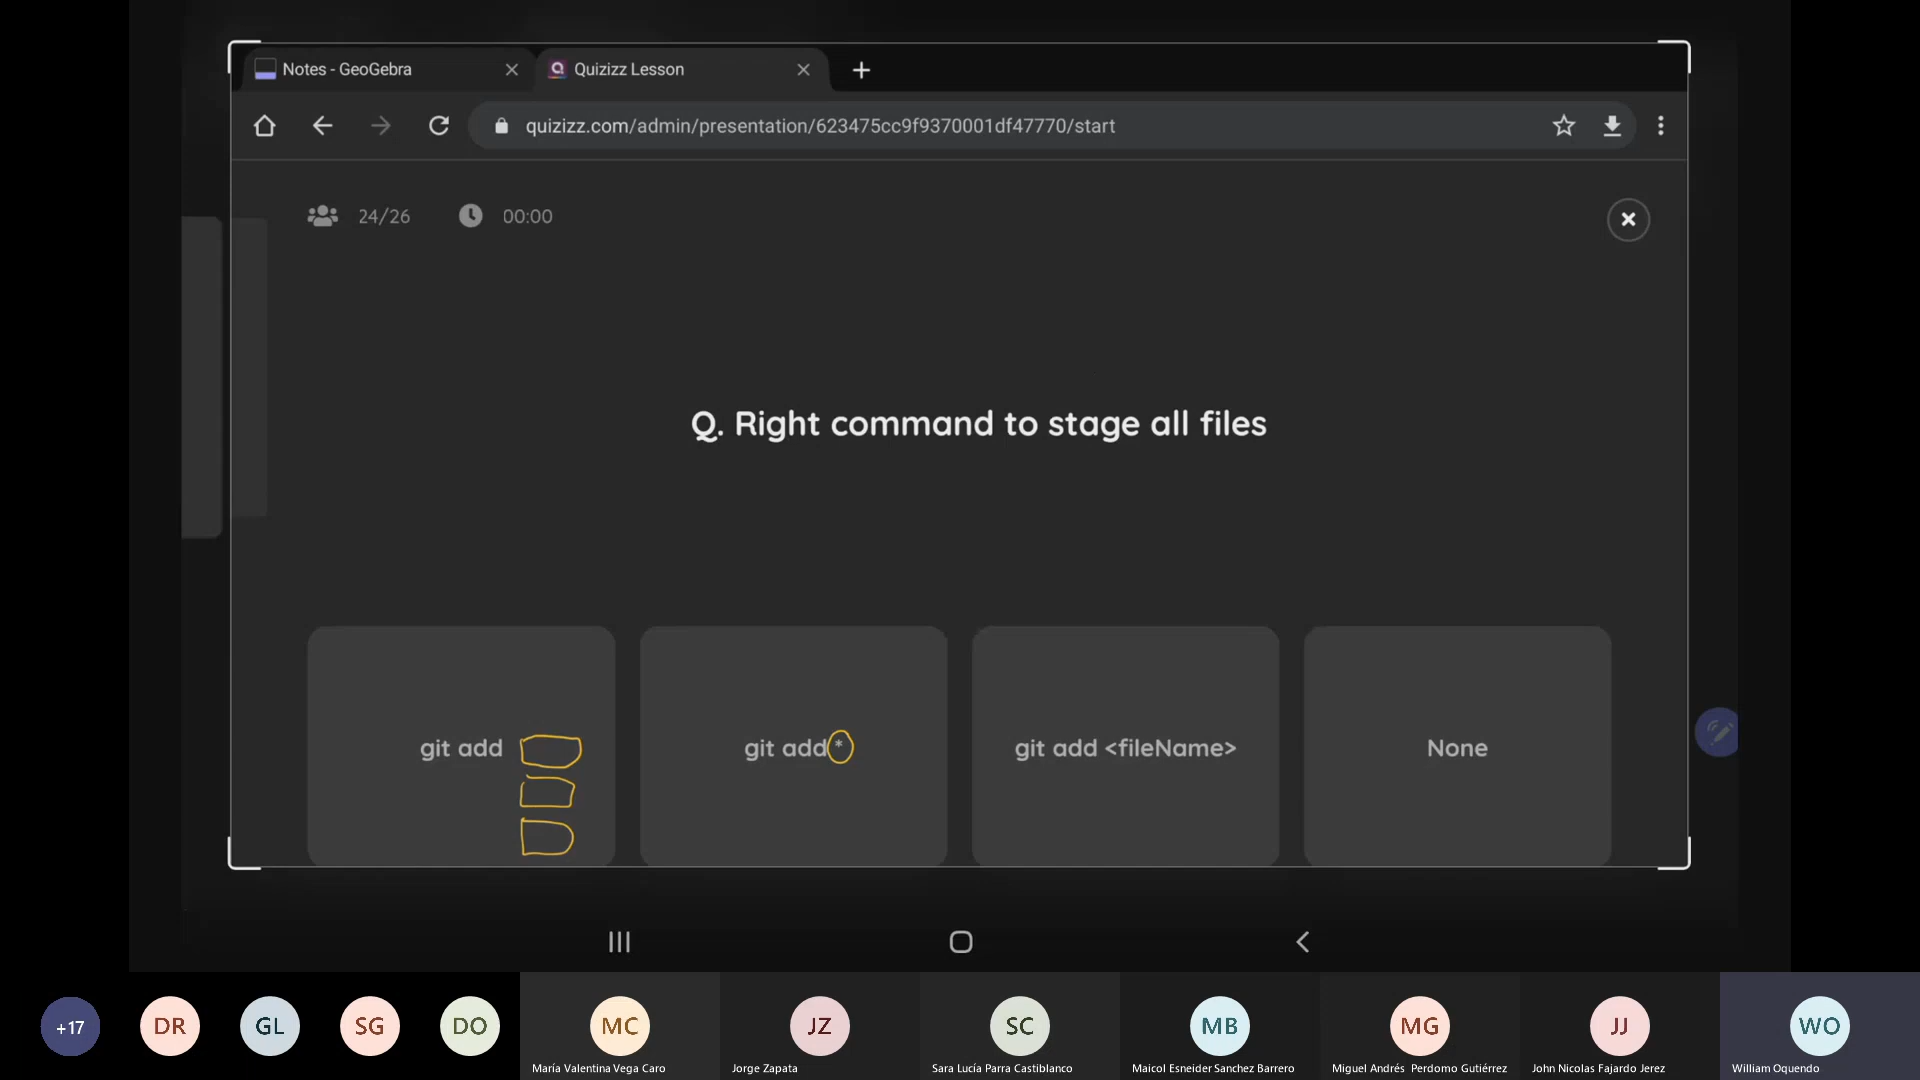 Notes - GeoGebra
Quizizz Lesson
quizizz.com/admin/presentation/623475cc9f9370001df47770/start
24/26 00:00
Q. Right command to stage all files
git add
git add*
git add <fileName>
None
+17
DR
GL
SG
DO
MC
JZ
SC
MB
MG
JJ
WO
María Valentina Vega Caro
Jorge Zapata
Sara Lucía Parra Castiblanco
Maicol Esneider Sanchez Barrero
Miguel Andrés Perdomo Gutiérrez
John Nicolas Fajardo Jerez
William Oquendo